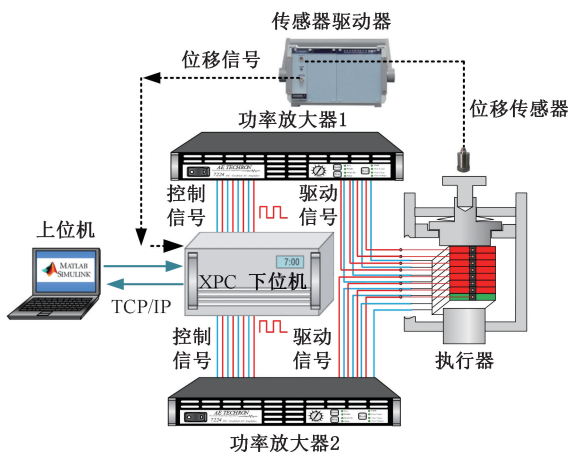 传感器驱动器
位移信号
位移传感器
功率放大器1
AE TECHRON
7224
控制
信号
驱动
信号
上位机
MATLAB
SIMULINK
7:00
XPC 下位机
TCP/IP
控制
信号
驱动
信号
执行器
AE TECHRON
7224
功率放大器2